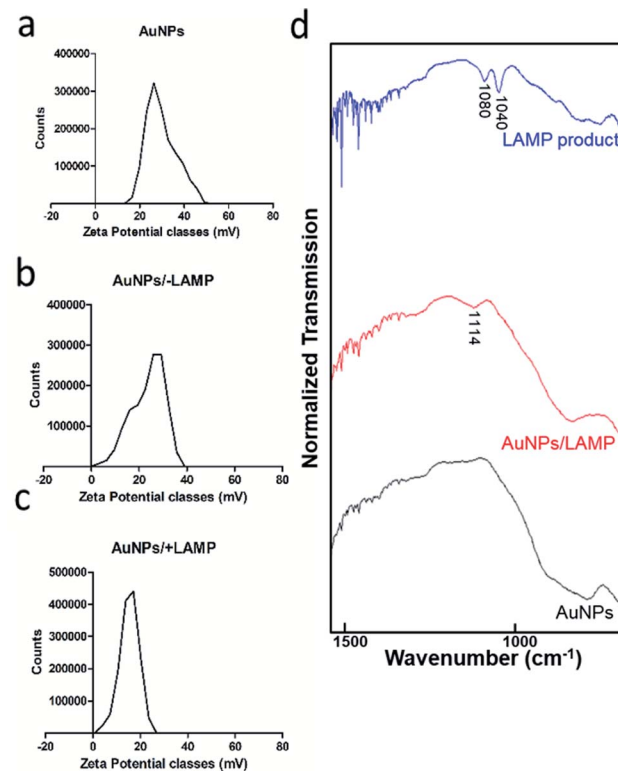 a
AuNPs
400000
300000
200000
100000
Counts
-20 0 20 40 60 80
Zeta Potential classes (mV)
b
AuNPs/-LAMP
400000
300000
200000
100000
Counts
-20 0 20 40 60 80
Zeta Potential classes (mV)
c
AuNPs/+LAMP
500000
400000
300000
200000
100000
Counts
-20 0 20 40 60 80
Zeta Potential classes (mV)
d
Normalized Transmission
1080
1040
LAMP product
1114
AuNPs/LAMP
AuNPs
1500 1000
Wavenumber (cm⁻¹)